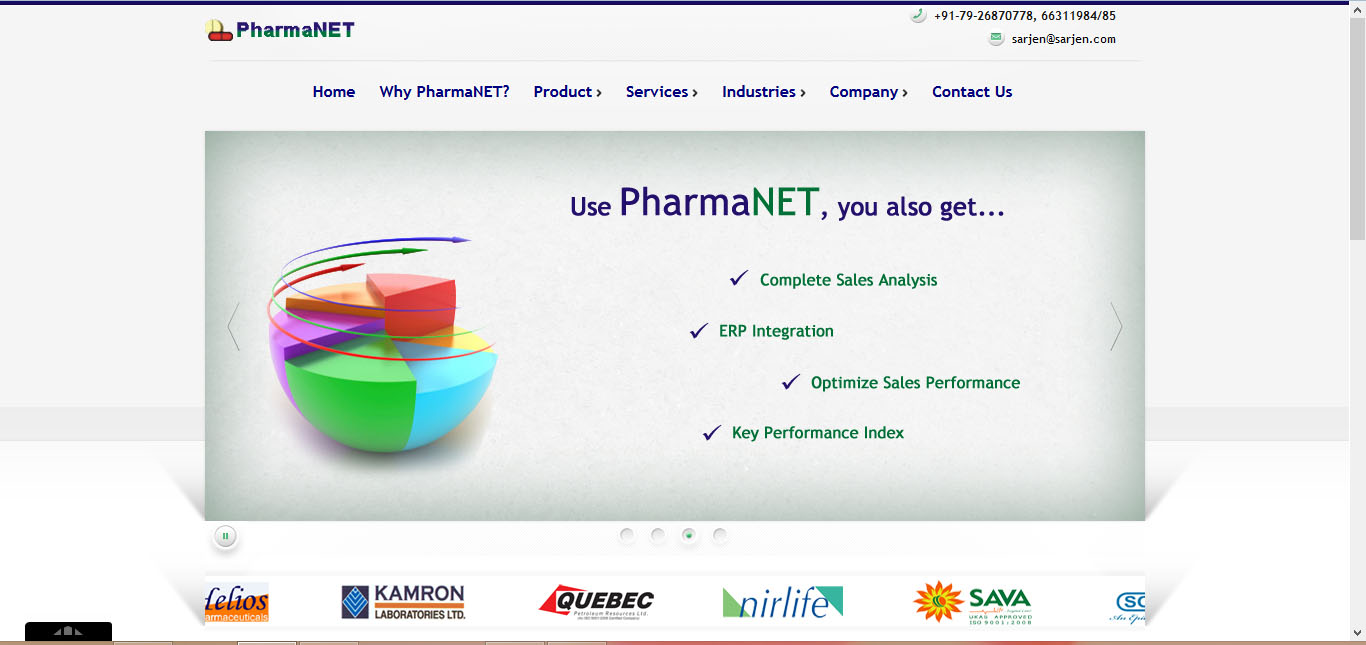 PharmaNET
+91-79-26870778, 66311984/85
sarjen@sarjen.com
Home Why PharmaNET? Product Services Industries Company Contact Us
Use PharmaNET, you also get...
Complete Sales Analysis
ERP Integration
Optimize Sales Performance
Key Performance Index
elios
armaceuticals
KAMRON
LABORATORIES LTD.
QUEBEC
Petroleum Resources Ltd.
nirlife
SAVA
UKAS APPROVED
ISO 9001:2008
SC